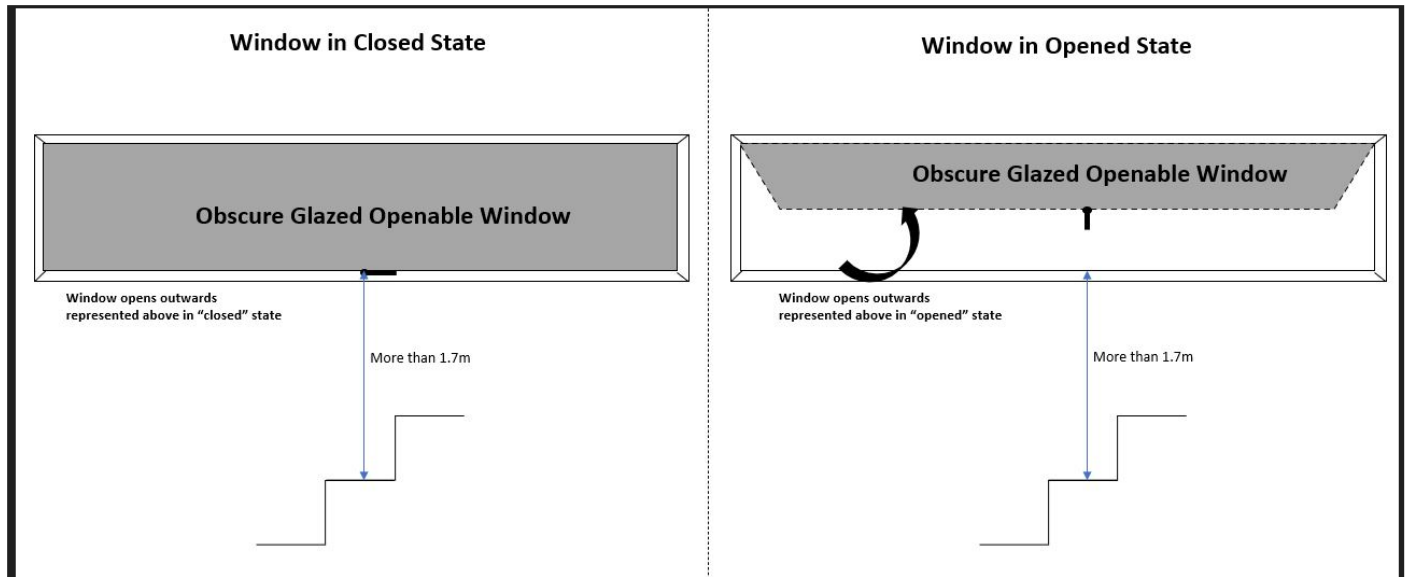 Window in Closed State
Obscure Glazed Openable Window
Window opens outwards
represented above in “closed” state
More than 1.7m
Window in Opened State
Obscure Glazed Openable Window
Window opens outwards
represented above in “opened” state
More than 1.7m